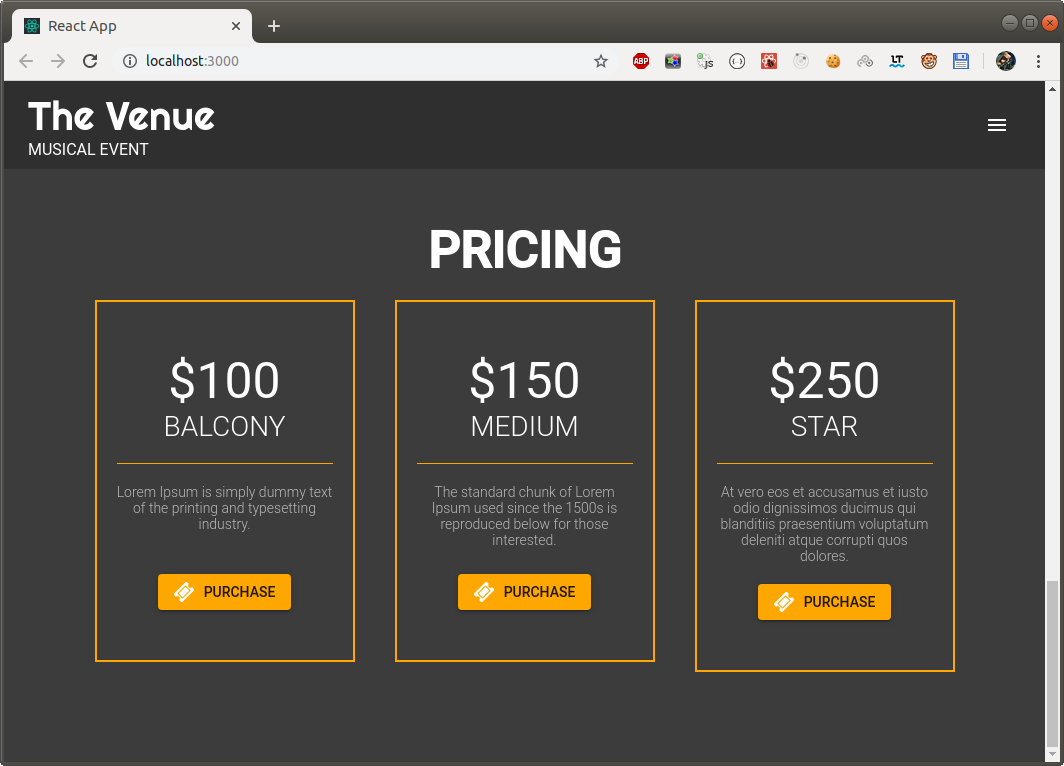 React App
localhost:3000
ABP
JS
LT
The Venue
MUSICAL EVENT
PRICING
$100
BALCONY
Lorem Ipsum is simply dummy text
of the printing and typesetting
industry.
PURCHASE
$150
MEDIUM
The standard chunk of Lorem
Ipsum used since the 1500s is
reproduced below for those
interested.
PURCHASE
$250
STAR
At vero eos et accusamus et iusto
odio dignissimos ducimus qui
blanditiis praesentium voluptatum
deleniti atque corrupti quos
dolores.
PURCHASE